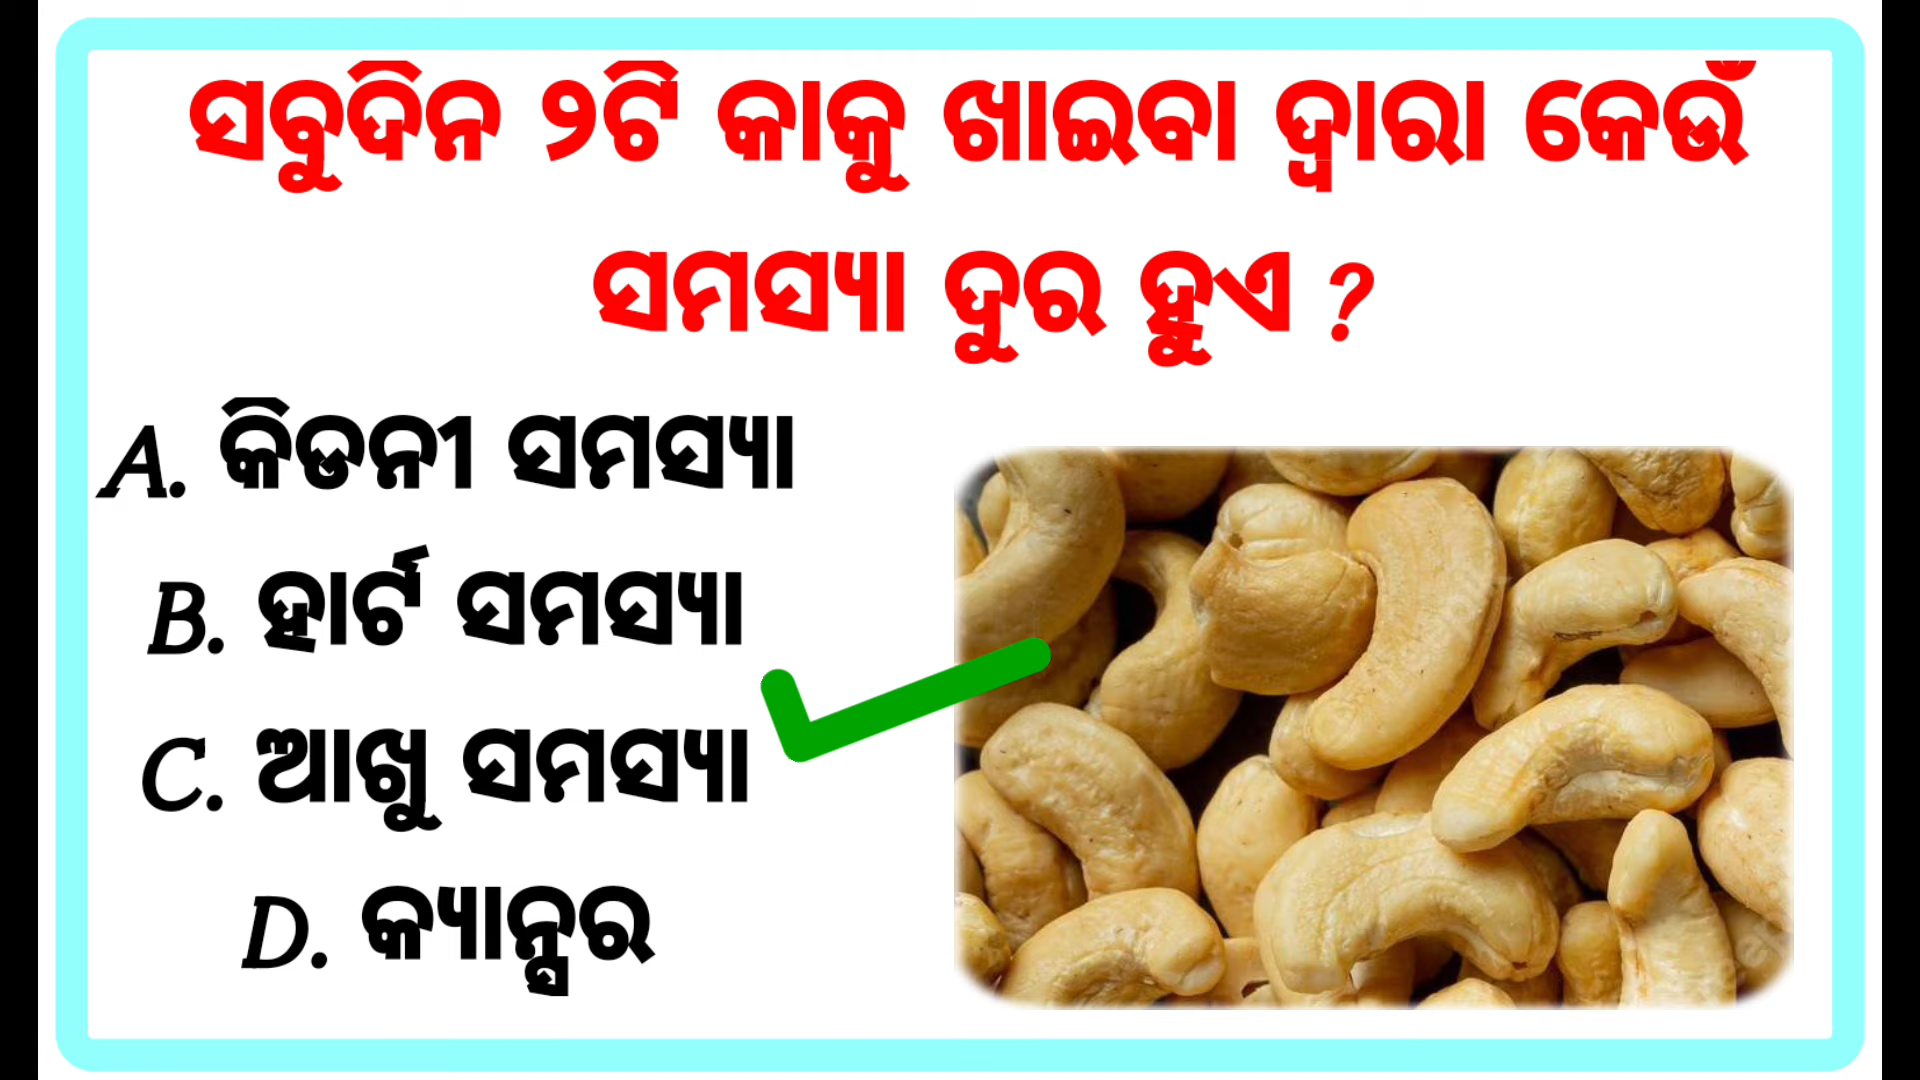 ସବୁଦିନ ୨ଟି କାଜୁ ଖାଇବା ଦ୍ୱାରା କେଉଁ
ସମସ୍ୟା ଦୁର ହୁଏ ?
A. କିଡନୀ ସମସ୍ୟା
B. ହାର୍ଟ ସମସ୍ୟା
C. ଆଖୁ ସମସ୍ୟା
D. କ୍ୟାନ୍ସର